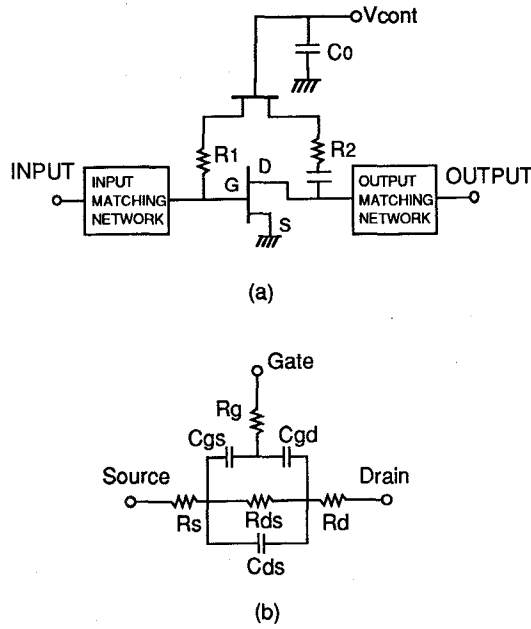 Vcont
C0
R1
R2
INPUT
INPUT
MATCHING
NETWORK
G
D
S
OUTPUT
MATCHING
NETWORK
OUTPUT
(a)
Gate
Rg
Cgs
Cgd
Source
Drain
Rs
Rds
Rd
Cds
(b)